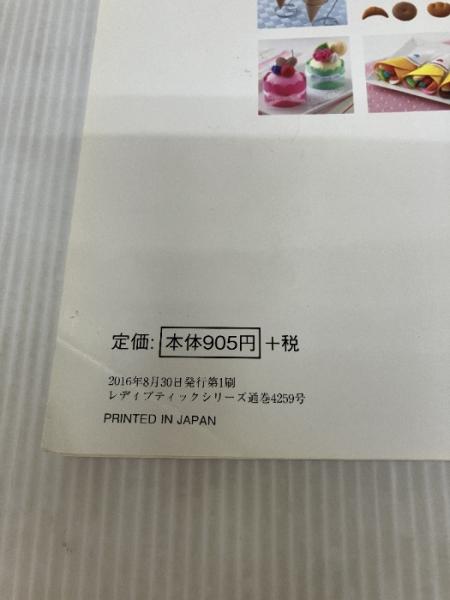 定価: 本体905円 +税
2016年8月30日発行第1刷
レディブティックシリーズ通巻4259号
PRINTED IN JAPAN